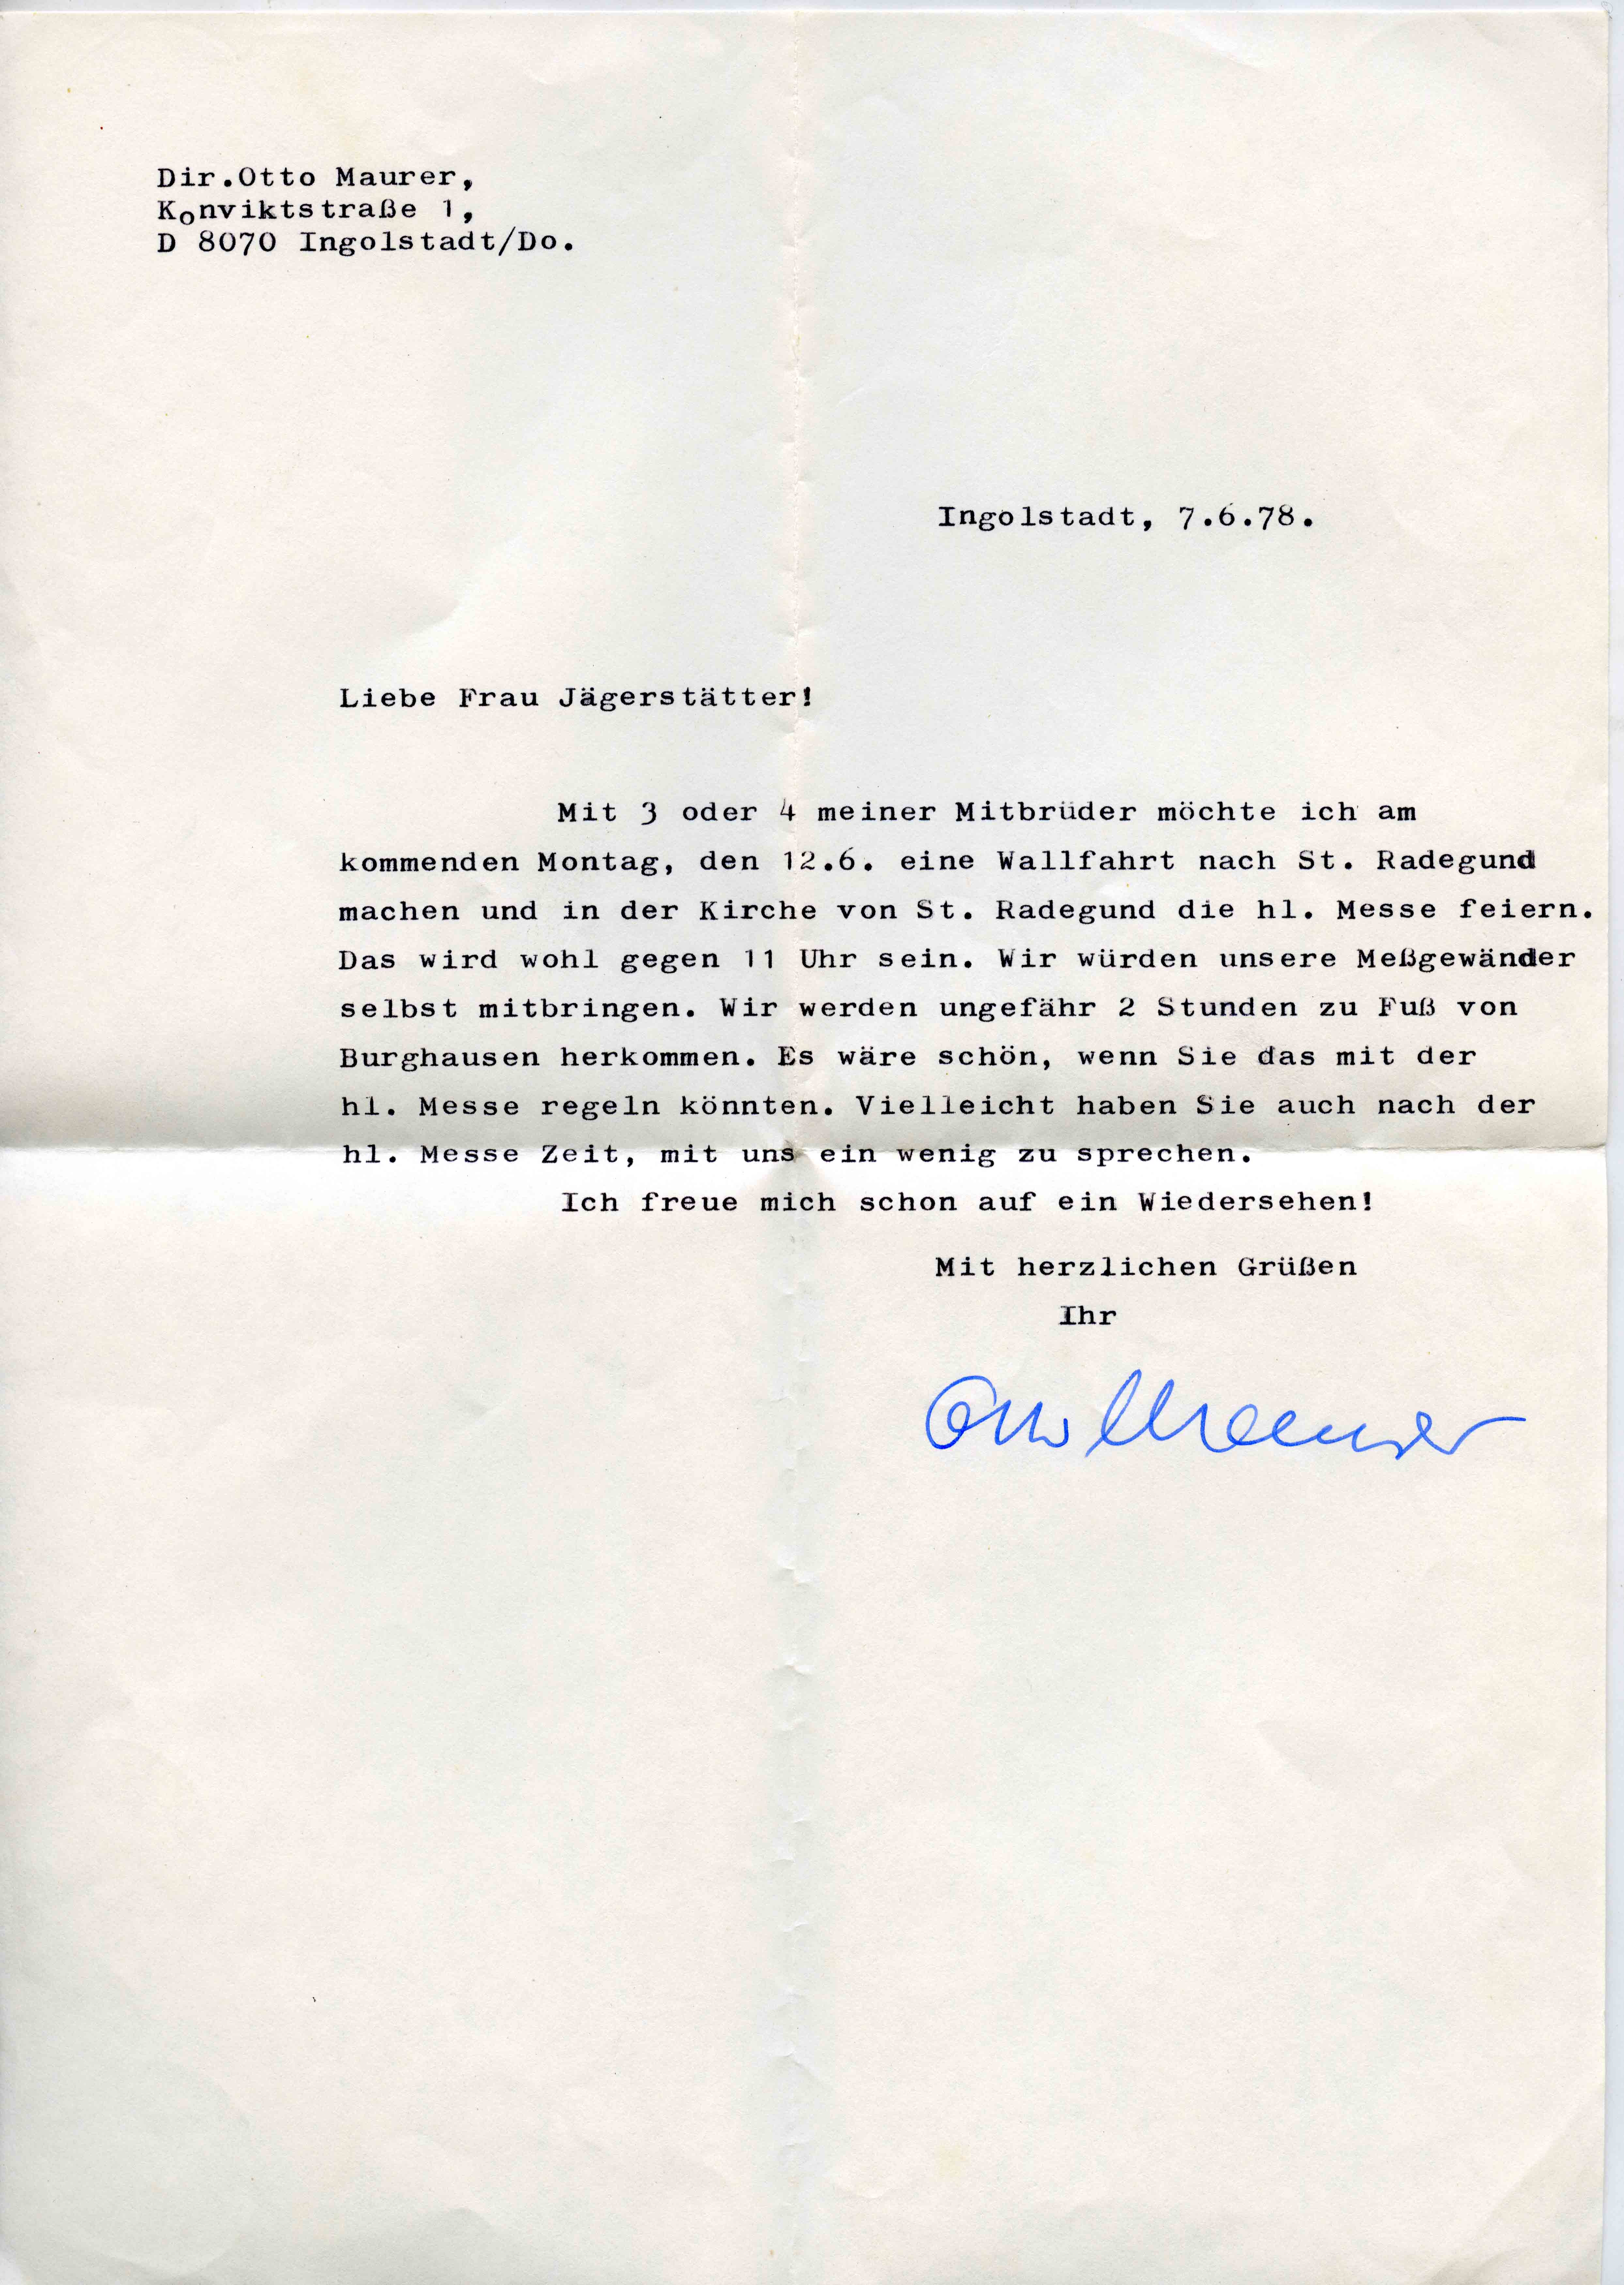 Dir.Otto Maurer,
Konviktstraße 1,
D 8070 Ingolstadt/Do.
Ingolstadt, 7.6.78.
Liebe Frau Jägerstätter!
Mit 3 oder 4 meiner Mitbrüder möchte ich am
kommenden Montag, den 12.6. eine Wallfahrt nach St. Radegund
machen und in der Kirche von St. Radegund die hl. Messe feiern.
Das wird wohl gegen 11 Uhr sein. Wir würden unsere Meßgewänder
selbst mitbringen. Wir werden ungefähr 2 Stunden zu Fuß von
Burghausen herkommen. Es wäre schön, wenn Sie das mit der
hl. Messe regeln könnten. Vielleicht haben Sie auch nach der
hl. Messe Zeit, mit uns ein wenig zu sprechen.
Ich freue mich schon auf ein Wiedersehen!
Mit herzlichen Grüßen
Ihr
Otto Maurer